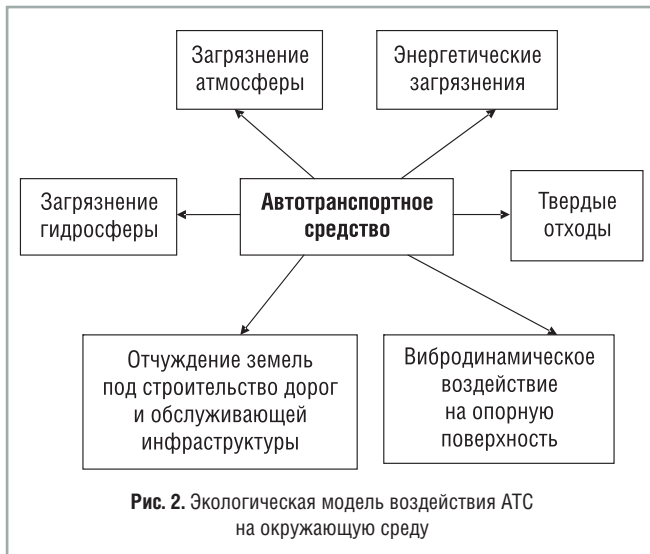 Загрязнение
атмосферы
Энергетические
загрязнения
Загрязнение
гидросферы
Автотранспортное
средство
Твердые
отходы
Отчуждение земель
под строительство дорог
и обслуживающей
инфраструктуры
Вибродинамическое
воздействие
на опорную
поверхность
Рис. 2. Экологическая модель воздействия АТС
на окружающую среду